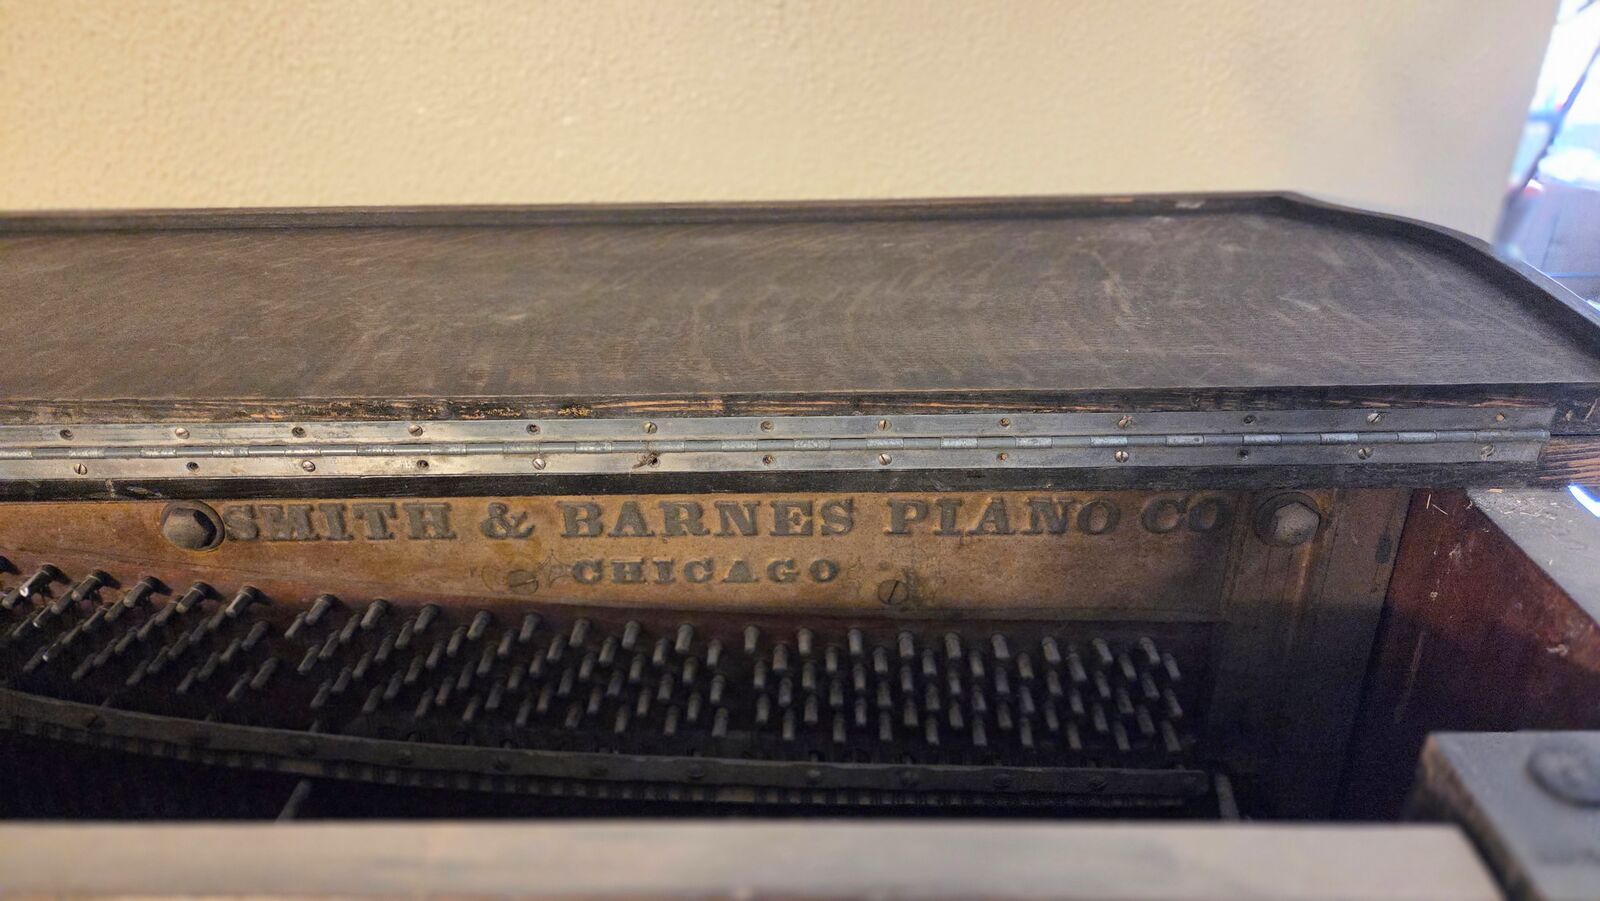 SMITH & BARNES PIANO CO
CHICAGO